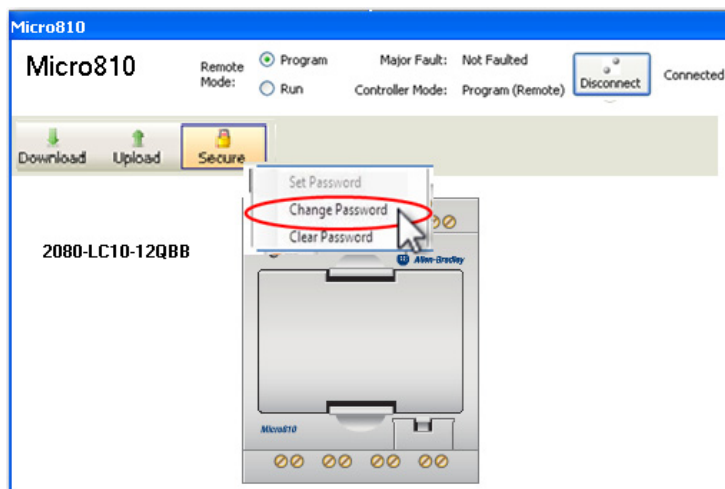 Micro810
Micro810
Remote Mode:
Program
Run
Major Fault: Not Faulted
Controller Mode: Program (Remote)
Disconnect
Connected
Download
Upload
Secure
Set Password
Change Password
Clear Password
2080-LC10-12QBB
Allen-Bradley
Micro810